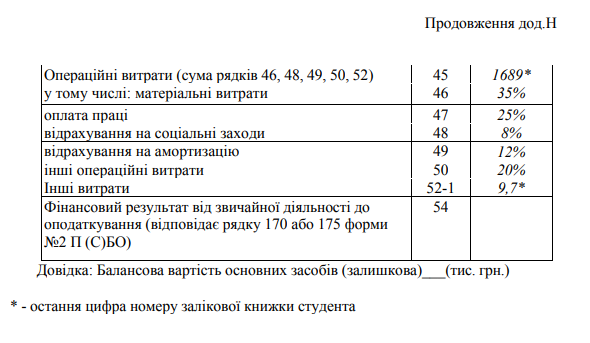 Продовження дод.Н
Операційні витрати (сума рядків 46, 48, 49, 50, 52) 45 1689*
у тому числі: матеріальні витрати 46 35%
оплата праці 47 25%
відрахування на соціальні заходи 48 8%
відрахування на амортизацію 49 12%
інші операційні витрати 50 20%
Інші витрати 52-1 9,7*
Фінансовий результат від звичайної діяльності до 54
оподаткування (відповідає рядку 170 або 175 форми
№2 П (С)БО)
Довідка: Балансова вартість основних засобів (залишкова)___(тис. грн.)
* - остання цифра номеру залікової книжки студента